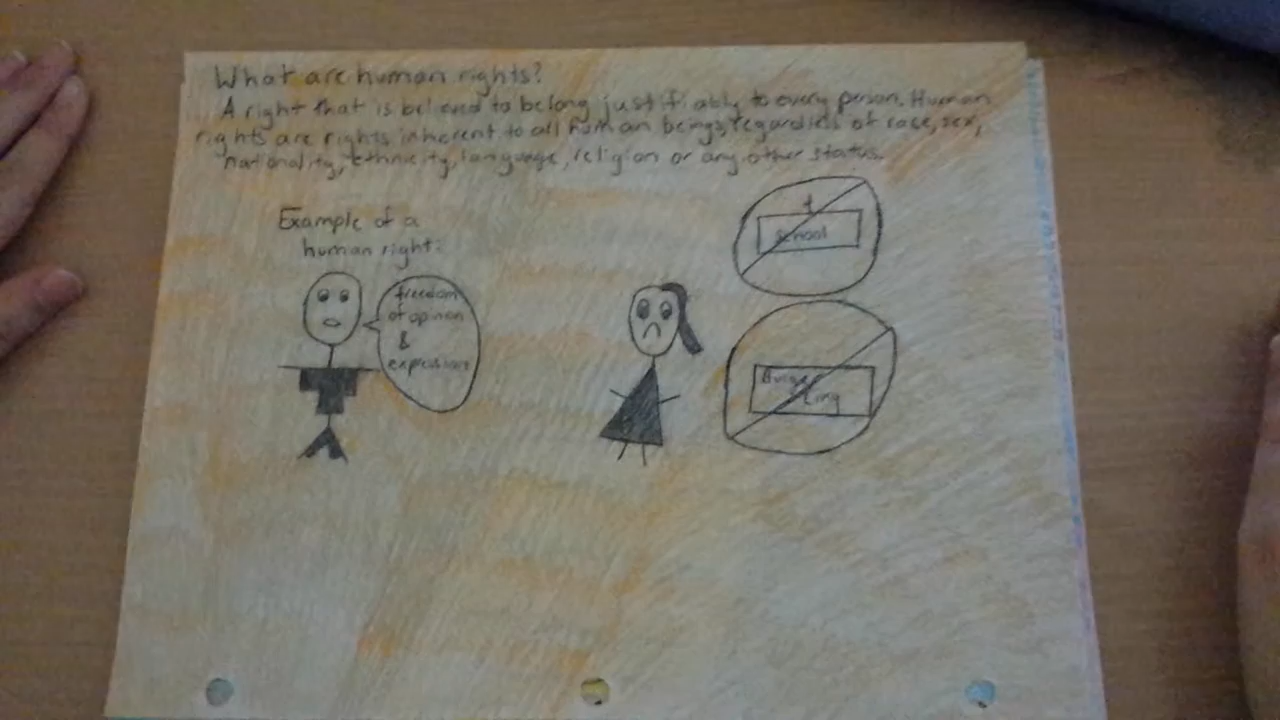 What are human rights?
A right that is believed to belong justifiably to every person. Human
rights are rights inherent to all human beings, regardless of race, sex,
nationality, ethnicity, language, religion or any other status.
Example of a
human right:
freedom
of opinion
&
expression
School
Burger
King